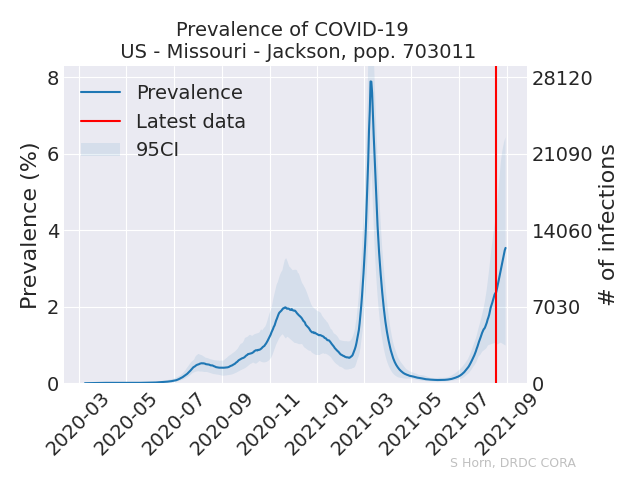 Prevalence of COVID-19
US - Missouri - Jackson, pop. 703011
Prevalence (%)
8
6
4
2
0
Prevalence
Latest data
95CI
28120
21090
14060
7030
0
# of infections
2020-03
2020-05
2020-07
2020-09
2020-11
2021-01
2021-03
2021-05
2021-07
2021-09
S Horn, DRDC CORA